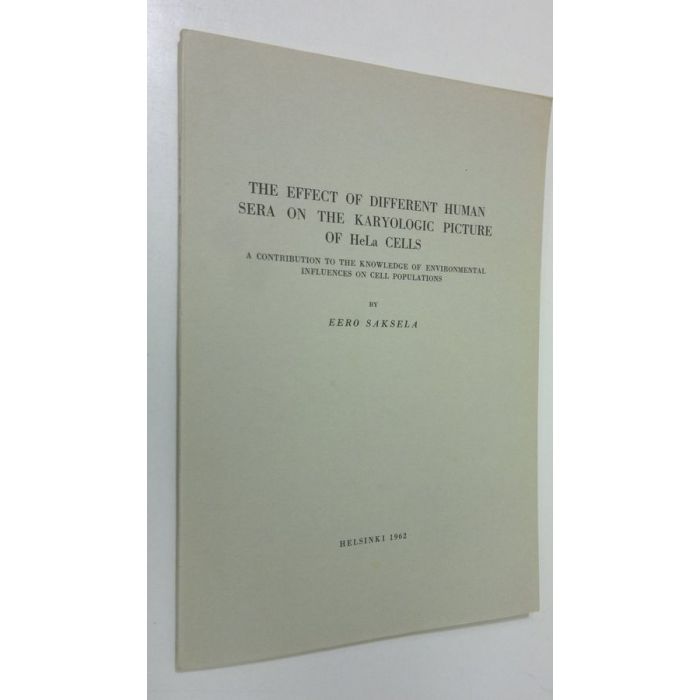 THE EFFECT OF DIFFERENT HUMAN
SERA ON THE KARYOLOGIC PICTURE
OF HeLa CELLS
A CONTRIBUTION TO THE KNOWLEDGE OF ENVIRONMENTAL
INFLUENCES ON CELL POPULATIONS
BY
EERO SAKSELA
HELSINKI 1962